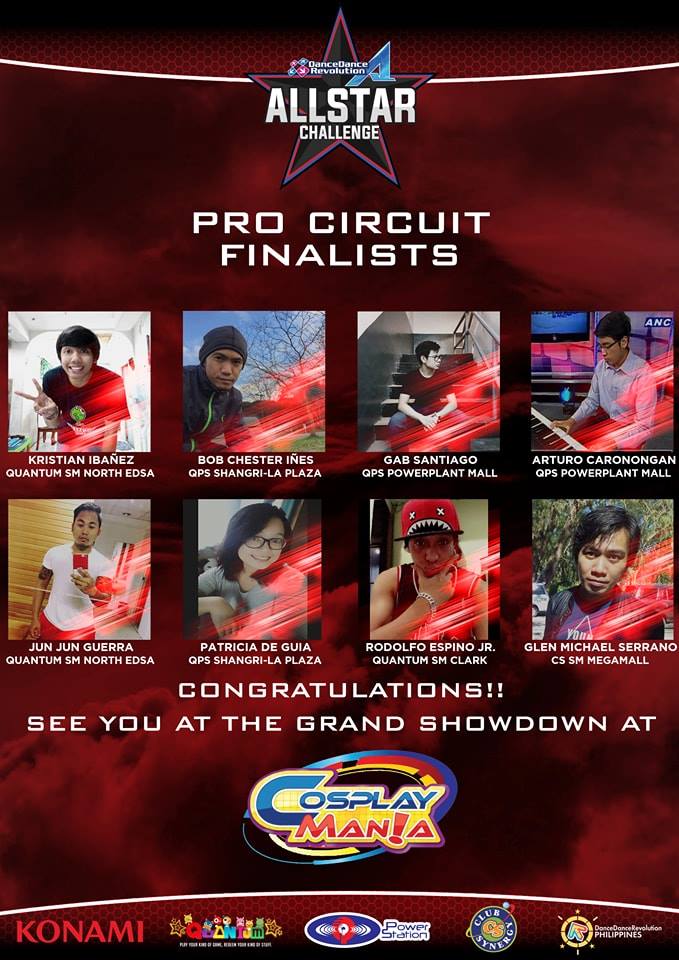 DanceDance
Revolution A
ALLSTAR
CHALLENGE
PRO CIRCUIT
FINALISTS
ANC
KRISTIAN IBAÑEZ
QUANTUM SM NORTH EDSA
BOB CHESTER IÑES
QPS SHANGRI-LA PLAZA
GAB SANTIAGO
QPS POWERPLANT MALL
ARTURO CARONONGAN
QPS POWERPLANT MALL
JUN JUN GUERRA
QUANTUM SM NORTH EDSA
PATRICIA DE GUIA
QPS SHANGRI-LA PLAZA
RODOLFO ESPINO JR.
QUANTUM SM CLARK
GLEN MICHAEL SERRANO
CS SM MEGAMALL
CONGRATULATIONS!!
SEE YOU AT THE GRAND SHOWDOWN AT
COSPLAY
MAN!A
KONAMI
QUANTUM
PLAY YOUR KIND OF GAME, REDEEM YOUR KIND OF STUFF.
Power
Station
CLUB
CS
SYNERGY
DanceDanceRevolution
PHILIPPINES